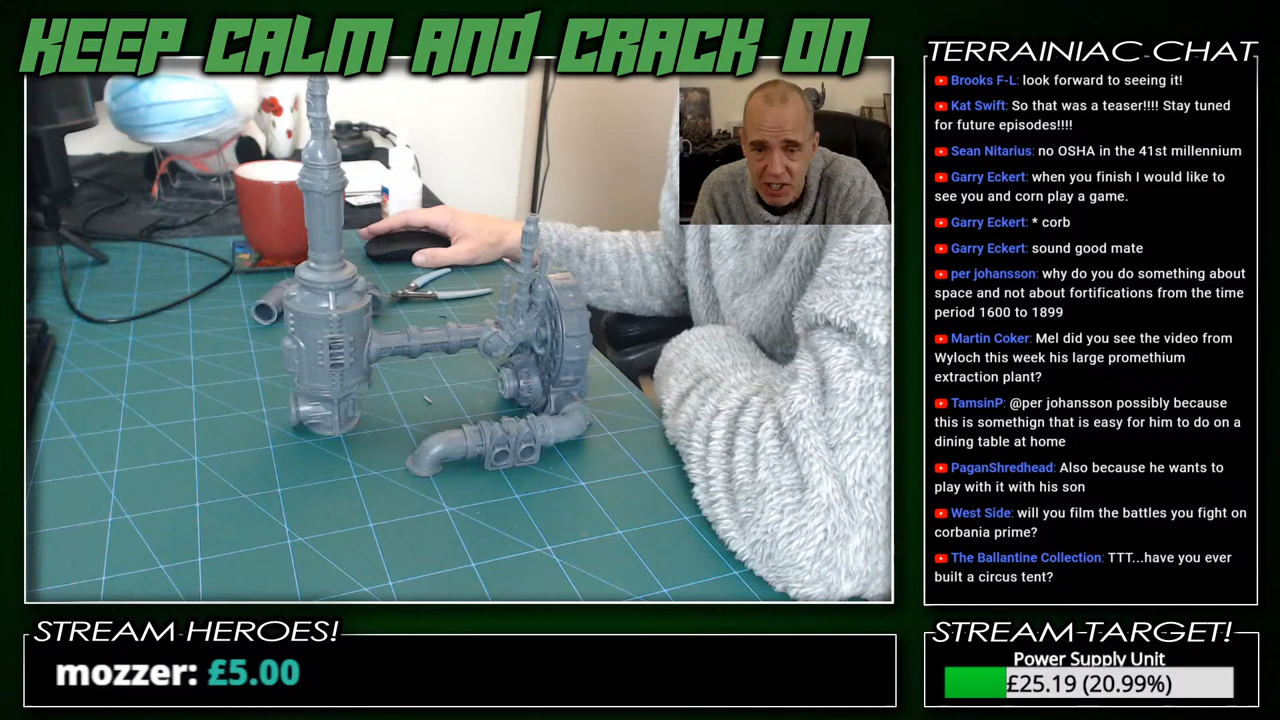 KEEP CALM AND CRACK ON
TERRAINIAC CHAT
Brooks F-L: look forward to seeing it!
Kat Swift: So that was a teaser!!!! Stay tuned
for future episodes!!!!
Sean Nitarius: no OSHA in the 41st millennium
Garry Eckert: when you finish I would like to
see you and corn play a game.
Garry Eckert: * corb
Garry Eckert: sound good mate
per johansson: why do you do something about
space and not about fortifications from the time
period 1600 to 1899
Martin Coker: Mel did you see the video from
Wyloch this week his large promethium
extraction plant?
TamsinP: @per johansson possibly because
this is somethign that is easy for him to do on a
dining table at home
PaganShredhead: Also because he wants to
play with it with his son
West Side: will you film the battles you fight on
corbania prime?
The Ballantine Collection: TTT...have you ever
built a circus tent?
STREAM HEROES!
mozzer: £5.00
STREAM TARGET!
Power Supply Unit
£25.19 (20.99%)